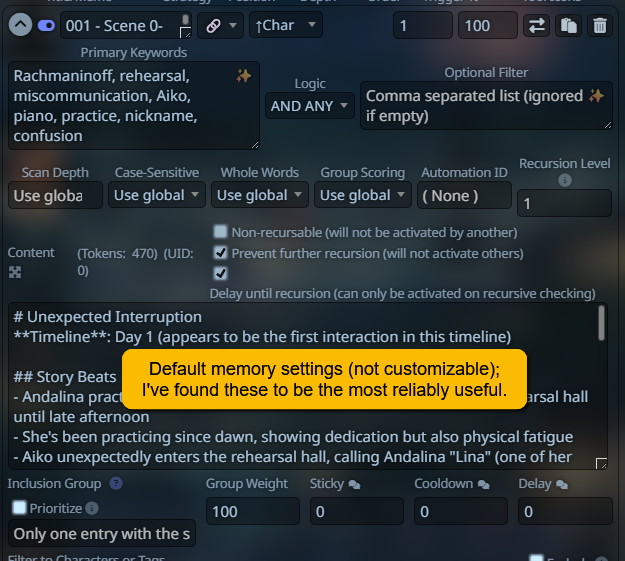 001 - Scene 0-
↑Char
1
100
Primary Keywords
Rachmaninoff, rehearsal,
miscommunication, Aiko,
piano, practice, nickname,
confusion
Logic
AND ANY
Optional Filter
Comma separated list (ignored
if empty)
Scan Depth
Case-Sensitive
Whole Words
Group Scoring
Automation ID
Recursion Level
Use globa
Use global
Use global
Use global
( None )
1
Content
(Tokens: 470) (UID:
0)
Non-recursable (will not be activated by another)
Prevent further recursion (will not activate others)
Delay until recursion (can only be activated on recursive checking)
# Unexpected Interruption
**Timeline**: Day 1 (appears to be the first interaction in this timeline)
## Story Beats
- Andalina pract
hall
until late afternoon
- She's been practicing since dawn, showing dedication but also physical fatigue
- Aiko unexpectedly enters the rehearsal hall, calling Andalina "Lina" (one of her
Default memory settings (not customizable);
I've found these to be the most reliably useful.
Inclusion Group
Prioritize
Only one entry with the s
Group Weight
Sticky
Cooldown
Delay
100
0
0
0
Filter to Characters or Tags